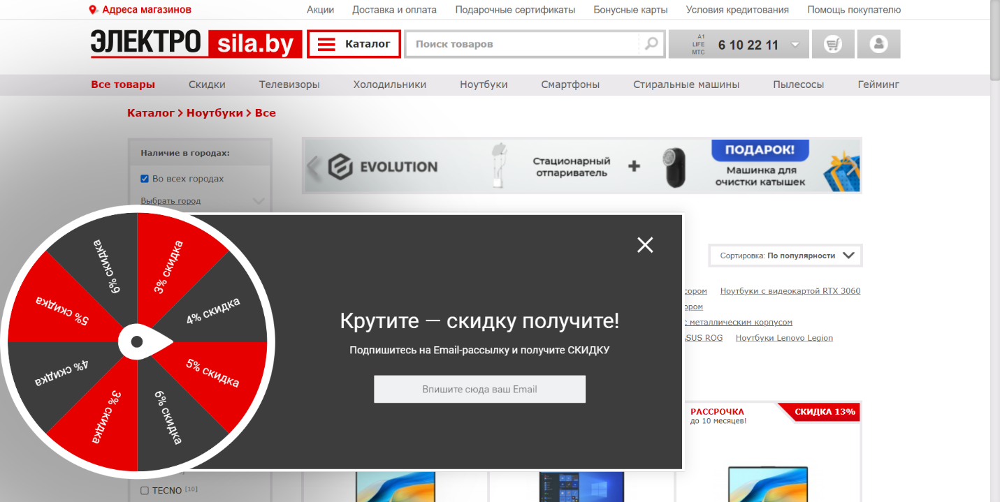 Адреса магазинов
Акции Доставка и оплата Подарочные сертификаты Бонусные карты Условия кредитования Помощь покупателю
ЭЛЕКТРО sila.by
Каталог
Поиск товаров
A1
LIFE
МТС
6 10 22 11
Все товары Скидки Телевизоры Холодильники Ноутбуки Смартфоны Стиральные машины Пылесосы Гейминг
Каталог > Ноутбуки > Все
Наличие в городах:
Во всех городах
Выбрать город
EVOLUTION
Стационарный
отпариватель
+
ПОДАРОК!
Машинка для
очистки катышек
Сортировка: По популярности
сором Ноутбуки с видеокартой RTX 3060
ором
с металлическим корпусом
ASUS ROG Ноутбуки Lenovo Legion
3% скидка
4% скидка
5% скидка
6% скидка
3% скидка
4% скидка
5% скидка
6% скидка
Крутите — скидку получите!
Подпишитесь на Email-рассылку и получите СКИДКУ
Впишите сюда ваш Email
РАССРОЧКА
до 10 месяцев!
СКИДКА 13%
TECNO [10]